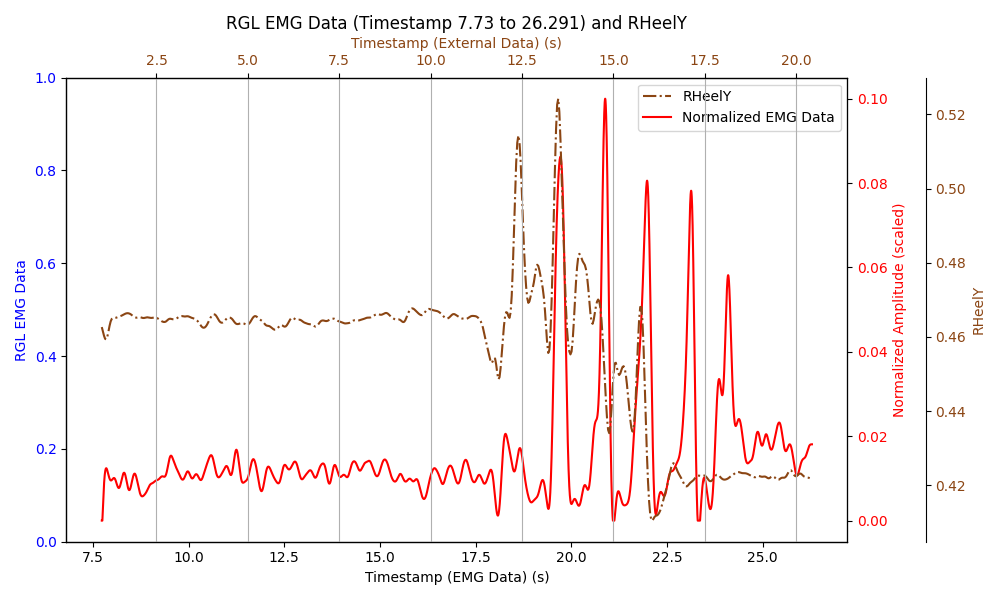 RGL EMG Data (Timestamp 7.73 to 26.291) and RHeelY
Timestamp (External Data) (s)
2.5 5.0 7.5 10.0 12.5 15.0 17.5 20.0
RHeelY
Normalized EMG Data
RGL EMG Data
1.0
0.8
0.6
0.4
0.2
0.0
Normalized Amplitude (scaled)
0.10
0.08
0.06
0.04
0.02
0.00
RHeelY
0.52
0.50
0.48
0.46
0.44
0.42
7.5 10.0 12.5 15.0 17.5 20.0 22.5 25.0
Timestamp (EMG Data) (s)